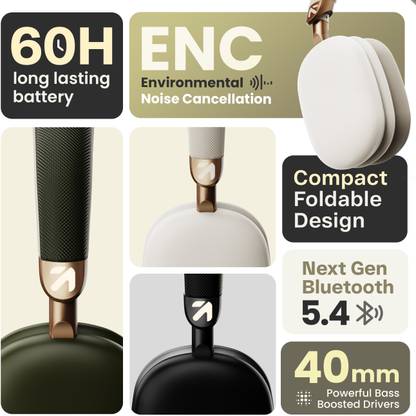 60H
long lasting
battery
ENC
Environmental
Noise Cancellation
Compact
Foldable
Design
Next Gen
Bluetooth
5.4
40mm
Powerful Bass
Boosted Drivers